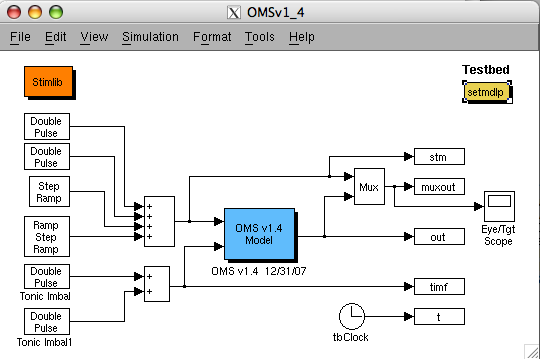 OMSv1_4
File Edit View Simulation Format Tools Help
Testbed
Stimlib
setmdlp
Double
Pulse
Double
Pulse
Step
Ramp
Ramp
Step
Ramp
Double
Pulse
Tonic Imbal
Double
Pulse
Tonic Imbal1
+
+
+
+
+
+
OMS v1.4
Model
OMS v1.4 12/31/07
Mux
stm
muxout
Eye/Tgt
Scope
out
timf
tbClock
t